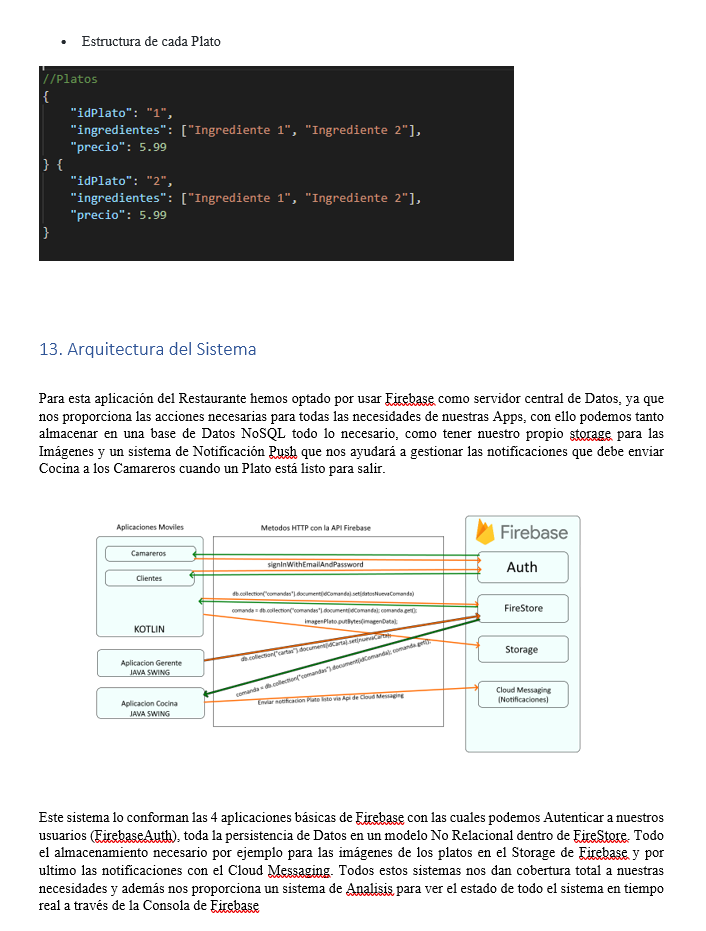 • Estructura de cada Plato
//Platos
{
"idPlato": "1",
"ingredientes": ["Ingrediente 1", "Ingrediente 2"],
"precio": 5.99
} {
"idPlato": "2",
"ingredientes": ["Ingrediente 1", "Ingrediente 2"],
"precio": 5.99
}
13. Arquitectura del Sistema
Para esta aplicación del Restaurante hemos optado por usar Firebase como servidor central de Datos, ya que
nos proporciona las acciones necesarias para todas las necesidades de nuestras Apps, con ello podemos tanto
almacenar en una base de Datos NoSQL todo lo necesario, como tener nuestro propio storage para las
Imágenes y un sistema de Notificación Push que nos ayudará a gestionar las notificaciones que debe enviar
Cocina a los Camareros cuando un Plato está listo para salir.
Aplicaciones Moviles
Metodos HTTP con la API Firebase
Firebase
Camareros
Clientes
KOTLIN
signInWithEmailAndPassword
Auth
db.collection("comandas").document(idComanda).set(datosNuevaComanda)
comanda = db.collection("comandas").document(idComanda); comanda.get();
imagenPlato.putBytes(imagenData);
FireStore
db.collection("cartas").document(idCarta).set(nuevaCarta);
Storage
Aplicacion Gerente
JAVA SWING
comanda = db.collection("comandas").document(idComanda); comanda.get();
Aplicacion Cocina
JAVA SWING
Enviar notificacion Plato listo via Api de Cloud Messaging
Cloud Messaging
(Notificaciones)
Este sistema lo conforman las 4 aplicaciones básicas de Firebase con las cuales podemos Autenticar a nuestros
usuarios (FirebaseAuth), toda la persistencia de Datos en un modelo No Relacional dentro de FireStore. Todo
el almacenamiento necesario por ejemplo para las imágenes de los platos en el Storage de Firebase y por
ultimo las notificaciones con el Cloud Messaging. Todos estos sistemas nos dan cobertura total a nuestras
necesidades y además nos proporciona un sistema de Analisis para ver el estado de todo el sistema en tiempo
real a través de la Consola de Firebase